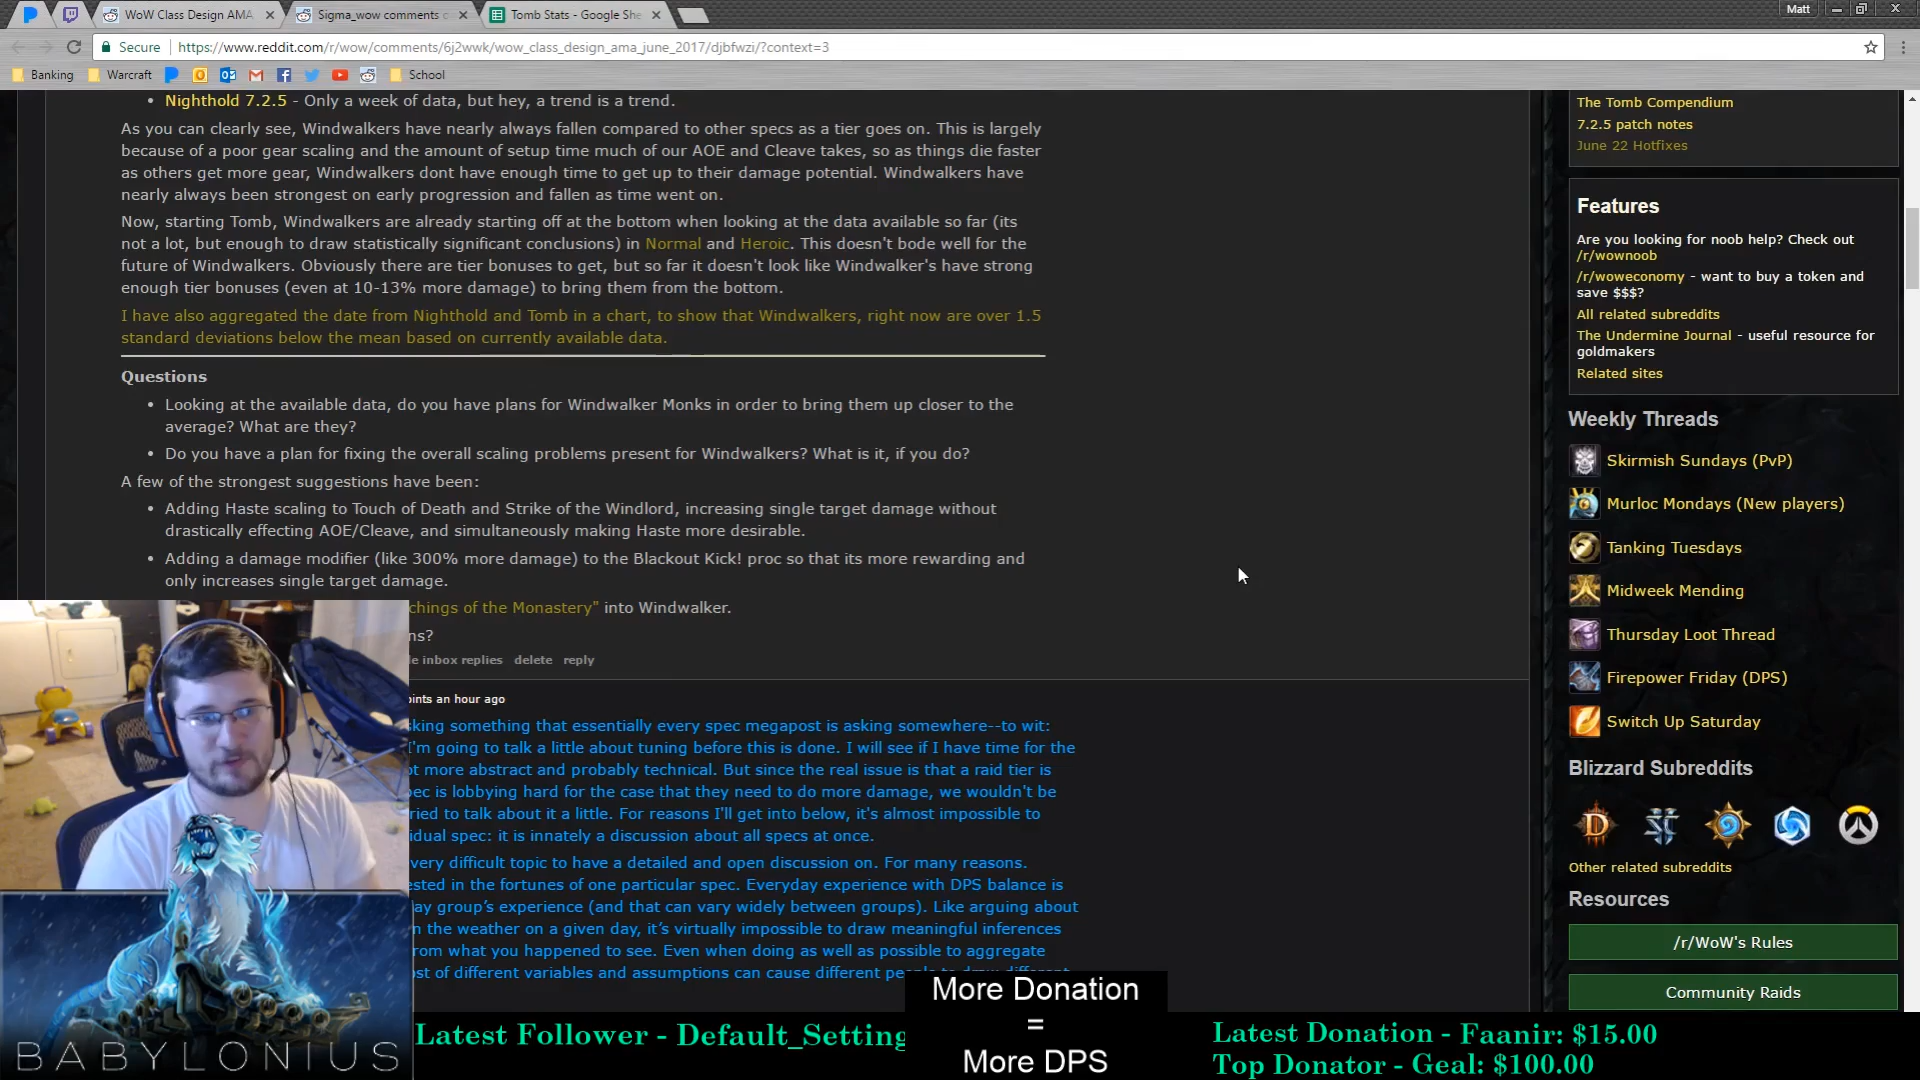 Matt
WoW Class Design AMA
Sigma_wow comments o
Tomb Stats - Google She
Secure
https://www.reddit.com/r/wow/comments/6j2wwk/wow_class_design_ama_june_2017/djbfwzi/?context=3
Banking
Warcraft
School
Nighthold 7.2.5 - Only a week of data, but hey, a trend is a trend.
As you can clearly see, Windwalkers have nearly always fallen compared to other specs as a tier goes on. This is largely
because of a poor gear scaling and the amount of setup time much of our AOE and Cleave takes, so as things die faster
as others get more gear, Windwalkers dont have enough time to get up to their damage potential. Windwalkers have
nearly always been strongest on early progression and fallen as time went on.
Now, starting Tomb, Windwalkers are already starting off at the bottom when looking at the data available so far (its
not a lot, but enough to draw statistically significant conclusions) in Normal and Heroic. This doesn't bode well for the
future of Windwalkers. Obviously there are tier bonuses to get, but so far it doesn't look like Windwalker's have strong
enough tier bonuses (even at 10-13% more damage) to bring them from the bottom.
I have also aggregated the date from Nighthold and Tomb in a chart, to show that Windwalkers, right now are over 1.5
standard deviations below the mean based on currently available data.
Questions
Looking at the available data, do you have plans for Windwalker Monks in order to bring them up closer to the
average? What are they?
Do you have a plan for fixing the overall scaling problems present for Windwalkers? What is it, if you do?
A few of the strongest suggestions have been:
Adding Haste scaling to Touch of Death and Strike of the Windlord, increasing single target damage without
drastically effecting AOE/Cleave, and simultaneously making Haste more desirable.
Adding a damage modifier (like 300% more damage) to the Blackout Kick! proc so that its more rewarding and
only increases single target damage.
chings of the Monastery" into Windwalker.
ns?
le inbox replies delete reply
oints an hour ago
king something that essentially every spec megapost is asking somewhere--to wit:
I'm going to talk a little about tuning before this is done. I will see if I have time for the
ot more abstract and probably technical. But since the real issue is that a raid tier is
pec is lobbying hard for the case that they need to do more damage, we wouldn't be
ried to talk about it a little. For reasons I'll get into below, it's almost impossible to
idual spec: it is innately a discussion about all specs at once.
very difficult topic to have a detailed and open discussion on. For many reasons.
ested in the fortunes of one particular spec. Everyday experience with DPS balance is
lay group's experience (and that can vary widely between groups). Like arguing about
n the weather on a given day, it's virtually impossible to draw meaningful inferences
rom what you happened to see. Even when doing as well as possible to aggregate
ost of different variables and assumptions can cause different
The Tomb Compendium
7.2.5 patch notes
June 22 Hotfixes
Features
Are you looking for noob help? Check out
/r/wownoob
/r/woweconomy - want to buy a token and
save $$$?
All related subreddits
The Undermine Journal - useful resource for
goldmakers
Related sites
Weekly Threads
Skirmish Sundays (PvP)
Murloc Mondays (New players)
Tanking Tuesdays
Midweek Mending
Thursday Loot Thread
Firepower Friday (DPS)
Switch Up Saturday
Blizzard Subreddits
Other related subreddits
Resources
/r/WoW's Rules
Community Raids
BABYLONIUS
Latest Follower - Default_Setting
More Donation
=
More DPS
Latest Donation - Faanir: $15.00
Top Donator - Geal: $100.00